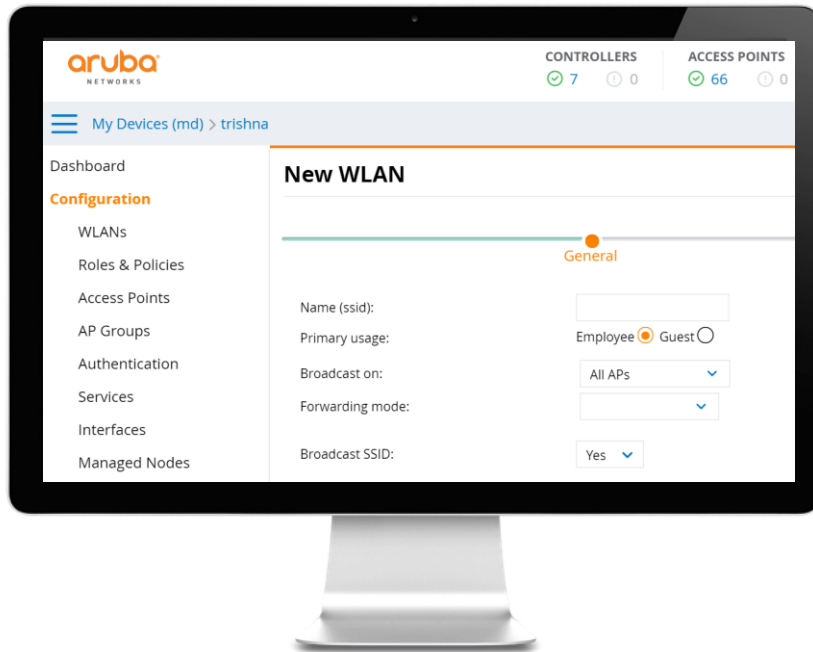 aruba
NETWORKS
CONTROLLERS
7 0
ACCESS POINTS
66 0
My Devices (md) > trishna
Dashboard
Configuration
WLANs
Roles & Policies
Access Points
AP Groups
Authentication
Services
Interfaces
Managed Nodes
New WLAN
General
Name (ssid):
Primary usage: Employee Guest
Broadcast on: All APs
Forwarding mode:
Broadcast SSID: Yes